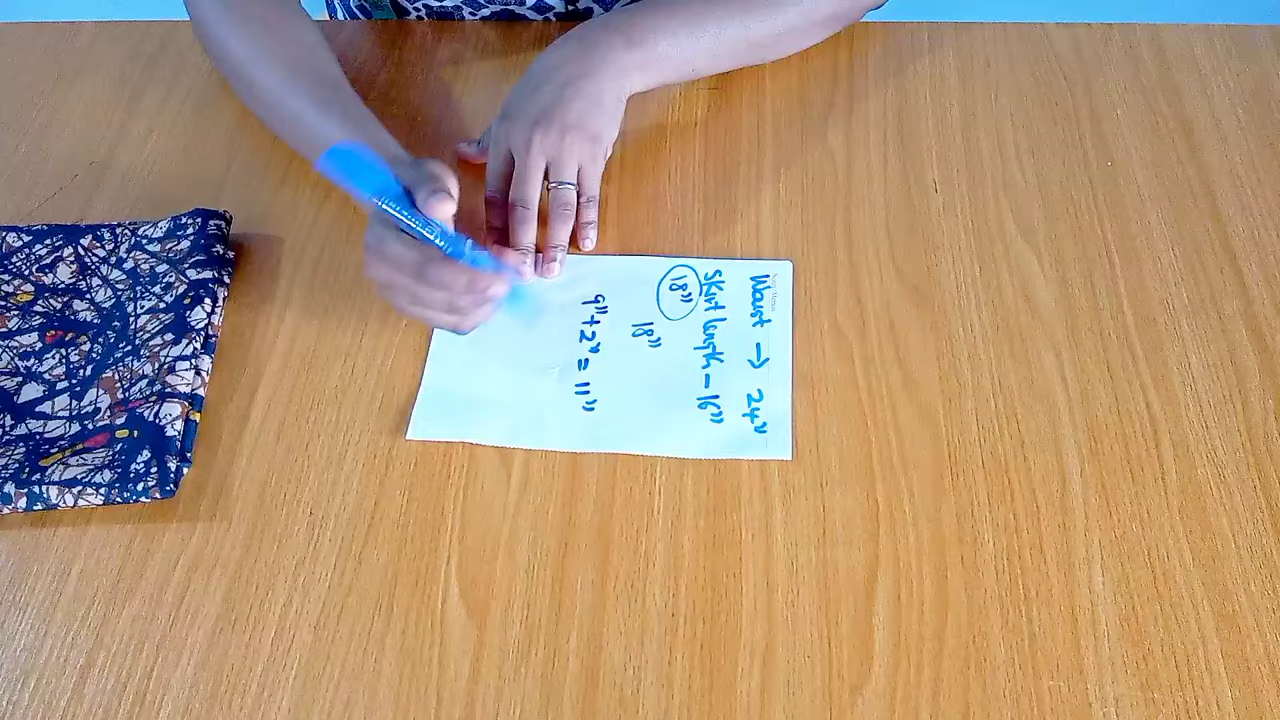 Waist → 24"
Skirt length - 16"
18"
18"
9"+2" = 11"